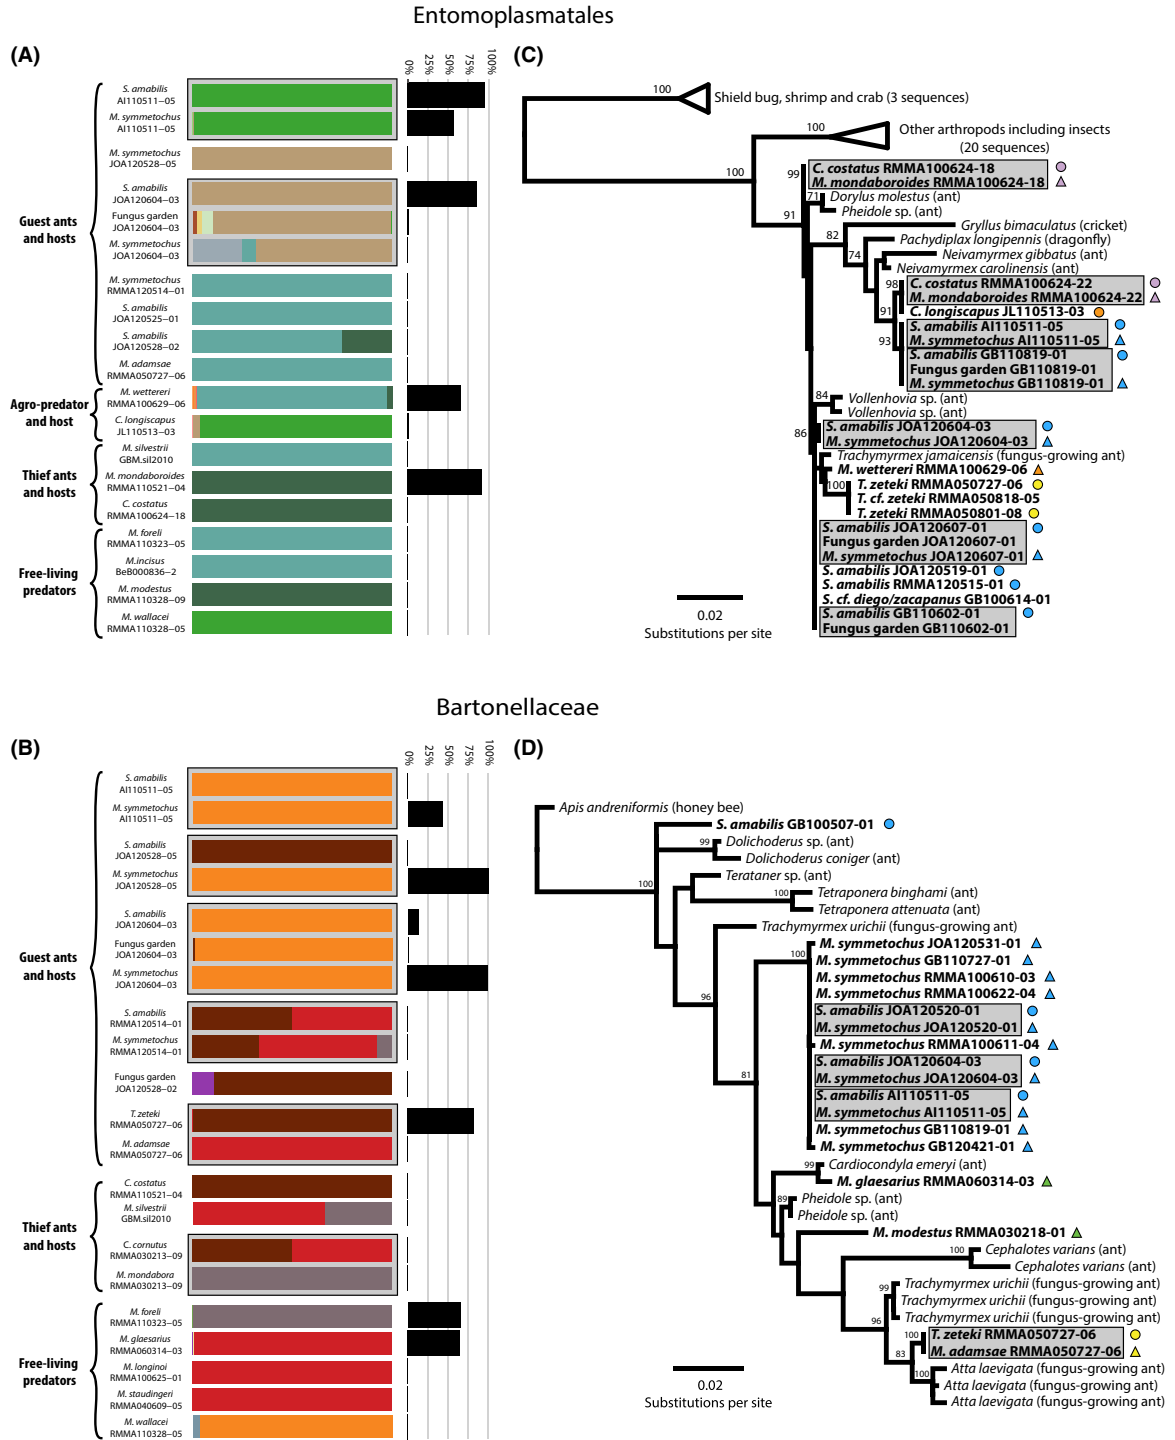 Entomoplasmatales
(A)
0%
25%
50%
75%
100%
Guest ants
and hosts
S. amabilis
AI110511−05
M. symmetochus
AI110511−05
M. symmetochus
JOA120528−05
S. amabilis
JOA120604−03
Fungus garden
JOA120604−03
M. symmetochus
JOA120604−03
M. symmetochus
RMMA120514−01
S. amabilis
JOA120525−01
S. amabilis
JOA120528−02
M. adamsae
RMMA050727−06
Agro-predator
and host
M. wettereri
RMMA100629−06
C. longiscapus
JL110513−03
Thief ants
and hosts
M. silvestrii
GBM.sil2010
M. mondaboroides
RMMA110521−04
C. costatus
RMMA100624−18
Free-living
predators
M. foreli
RMMA110323−05
M.incisus
BeB000836−2
M. modestus
RMMA110328−09
M. wallacei
RMMA110328−05
(C)
100
Shield bug, shrimp and crab (3 sequences)
100
Other arthropods including insects
(20 sequences)
100
99
C. costatus RMMA100624-18
M. mondaboroides RMMA100624-18
71
Dorylus molestus (ant)
Pheidole sp. (ant)
91
Gryllus bimaculatus (cricket)
82
Pachydiplax longipennis (dragonfly)
74
Neivamyrmex gibbatus (ant)
Neivamyrmex carolinensis (ant)
98
C. costatus RMMA100624-22
M. mondaboroides RMMA100624-22
91
C. longiscapus JL110513-03
S. amabilis AI110511-05
93
M. symmetochus AI110511-05
S. amabilis GB110819-01
Fungus garden GB110819-01
M. symmetochus GB110819-01
84
Vollenhovia sp. (ant)
Vollenhovia sp. (ant)
86
S. amabilis JOA120604-03
M. symmetochus JOA120604-03
Trachymyrmex jamaicensis (fungus-growing ant)
M. wettereri RMMA100629-06
100
T. zeteki RMMA050727-06
T. cf. zeteki RMMA050818-05
T. zeteki RMMA050801-08
S. amabilis JOA120607-01
Fungus garden JOA120607-01
M. symmetochus JOA120607-01
S. amabilis JOA120519-01
S. amabilis RMMA120515-01
S. cf. diego/zacapanus GB100614-01
S. amabilis GB110602-01
Fungus garden GB110602-01
0.02
Substitutions per site
Bartonellaceae
(B)
0%
25%
50%
75%
100%
Guest ants
and hosts
S. amabilis
AI110511−05
M. symmetochus
AI110511−05
S. amabilis
JOA120528−05
M. symmetochus
JOA120528−05
S. amabilis
JOA120604−03
Fungus garden
JOA120604−03
M. symmetochus
JOA120604−03
S. amabilis
RMMA120514−01
M. symmetochus
RMMA120514−01
Fungus garden
JOA120528−02
T. zeteki
RMMA050727−06
M. adamsae
RMMA050727−06
Thief ants
and hosts
C. costatus
RMMA110521−04
M. silvestrii
GBM.sil2010
C. cornutus
RMMA030213−09
M. mondabora
RMMA030213−09
Free-living
predators
M. foreli
RMMA110323−05
M. glaesarius
RMMA060314−03
M. longinoi
RMMA100625−01
M. staudingeri
RMMA040609−05
M. wallacei
RMMA110328−05
(D)
Apis andreniformis (honey bee)
S. amabilis GB100507-01
99
Dolichoderus sp. (ant)
Dolichoderus coniger (ant)
100
Terataner sp. (ant)
100
Tetraponera binghami (ant)
Tetraponera attenuata (ant)
Trachymyrmex urichii (fungus-growing ant)
96
100
M. symmetochus JOA120531-01
M. symmetochus GB110727-01
M. symmetochus RMMA100610-03
M. symmetochus RMMA100622-04
S. amabilis JOA120520-01
M. symmetochus JOA120520-01
M. symmetochus RMMA100611-04
S. amabilis JOA120604-03
M. symmetochus JOA120604-03
81
S. amabilis AI110511-05
M. symmetochus AI110511-05
M. symmetochus GB110819-01
M. symmetochus GB120421-01
99
Cardiocondyla emeryi (ant)
M. glaesarius RMMA060314-03
89
Pheidole sp. (ant)
Pheidole sp. (ant)
M. modestus RMMA030218-01
100
Cephalotes varians (ant)
Cephalotes varians (ant)
99
Trachymyrmex urichii (fungus-growing ant)
Trachymyrmex urichii (fungus-growing ant)
Trachymyrmex urichii (fungus-growing ant)
96
100
T. zeteki RMMA050727-06
M. adamsae RMMA050727-06
83
100
Atta laevigata (fungus-growing ant)
Atta laevigata (fungus-growing ant)
Atta laevigata (fungus-growing ant)
0.02
Substitutions per site